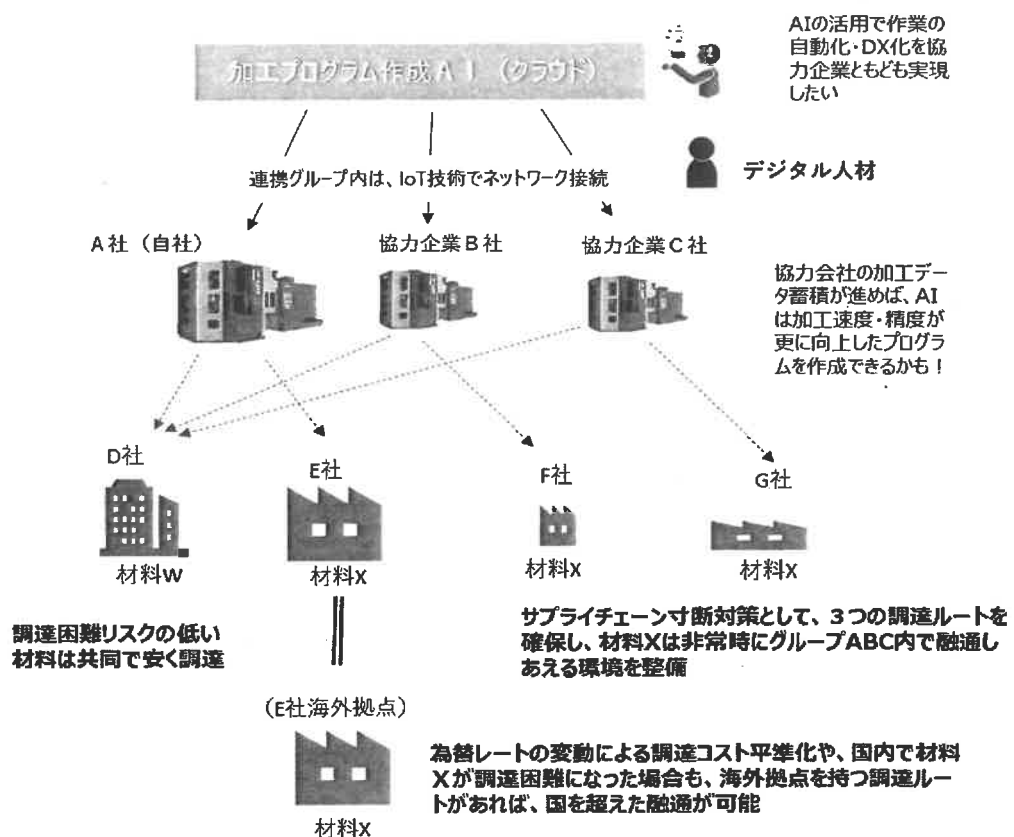 AIの活用で作業の
自動化・DX化を協
力企業ともども実現
したい
加工プログラム作成AI（クラウド）
デジタル人材
連携グループ内は、IoT技術でネットワーク接続
A社（自社）
協力企業B社
協力企業C社
協力会社の加工デー
タ蓄積が進めば、AI
は加工速度・精度が
更に向上したプログラ
ムを作成できるかも！
D社
E社
F社
G社
材料W
材料X
材料X
材料X
調達困難リスクの低い
材料は共同で安く調達
サプライチェーン寸断対策として、３つの調達ルートを
確保し、材料Xは非常時にグループABC内で融通し
あえる環境を整備
（E社海外拠点）
為替レートの変動による調達コスト平準化や、国内で材料
Xが調達困難になった場合も、海外拠点を持つ調達ルー
トがあれば、国を超えた融通が可能
材料X